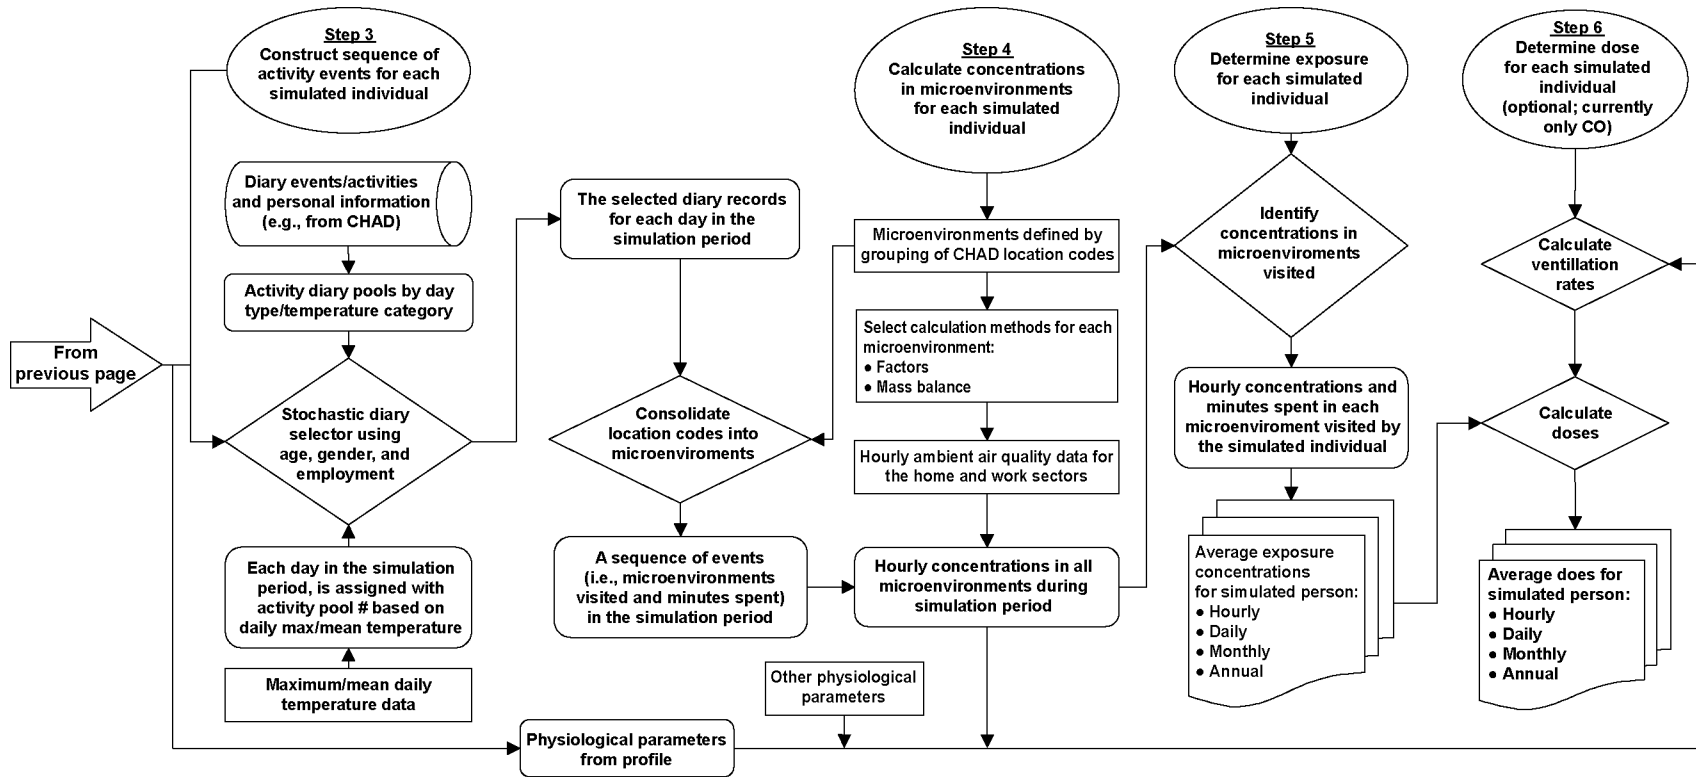 Step 3
Construct sequence of
activity events for each
simulated individual
Diary events/activities
and personal information
(e.g., from CHAD)
Activity diary pools by day
type/temperature category
From
previous page
Stochastic diary
selector using
age, gender, and
employment
Each day in the simulation
period, is assigned with
activity pool # based on
daily max/mean temperature
Maximum/mean daily
temperature data
The selected diary records
for each day in the
simulation period
Consolidate
location codes into
microenviroments
A sequence of events
(i.e., microenvironments
visited and minutes spent)
in the simulation period
Physiological parameters
from profile
Other physiological
parameters
Step 4
Calculate concentrations
in microenvironments
for each simulated
individual
Microenvironments defined by
grouping of CHAD location codes
Select calculation methods for each
microenvironment:
● Factors
● Mass balance
Hourly ambient air quality data for
the home and work sectors
Hourly concentrations in all
microenvironments during
simulation period
Step 5
Determine exposure
for each simulated
individual
Identify
concentrations in
microenviroments
visited
Hourly concentrations and
minutes spent in each
microenviroment visited by
the simulated individual
Average exposure
concentrations
for simulated person:
● Hourly
● Daily
● Monthly
● Annual
Step 6
Determine dose
for each simulated
individual
(optional; currently
only CO)
Calculate
ventillation
rates
Calculate
doses
Average does for
simulated person:
● Hourly
● Daily
● Monthly
● Annual